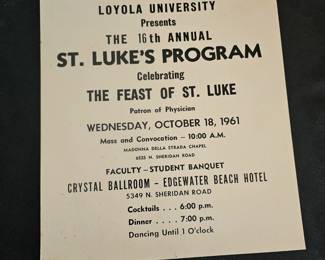 LOYOLA UNIVERSITY
Presents
THE 16th ANNUAL
ST. LUKE'S PROGRAM
Celebrating
THE FEAST OF ST. LUKE
Patron of Physician
WEDNESDAY, OCTOBER 18, 1961
Mass and Convocation – 10:00 A.M.
MADONNA DELLA STRADA CHAPEL
6525 N. SHERIDAN ROAD
FACULTY – STUDENT BANQUET
CRYSTAL BALLROOM – EDGEWATER BEACH HOTEL
5349 N. SHERIDAN ROAD
Cocktails . . . 6:00 p.m.
Dinner . . . . 7:00 p.m.
Dancing Until 1 O'clock